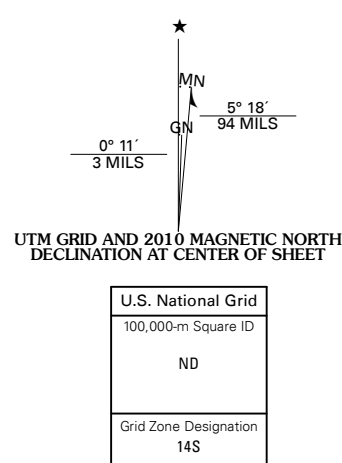 ★
MN
5° 18´
94 MILS
GN
0° 11´
3 MILS
UTM GRID AND 2010 MAGNETIC NORTH
DECLINATION AT CENTER OF SHEET
U.S. National Grid
100,000-m Square ID
ND
Grid Zone Designation
14S